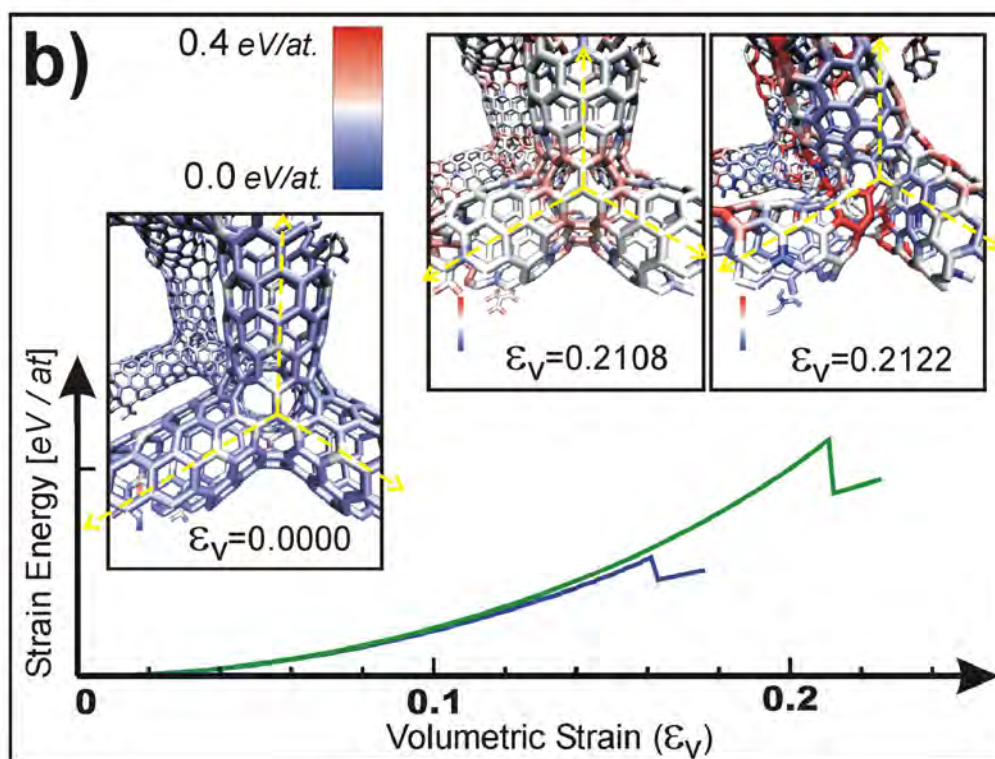 b)
0.4 eV/at.
0.0 eV/at.
εv=0.0000
εv=0.2108
εv=0.2122
Strain Energy [eV / at]
0
0.1
0.2
Volumetric Strain (εv)